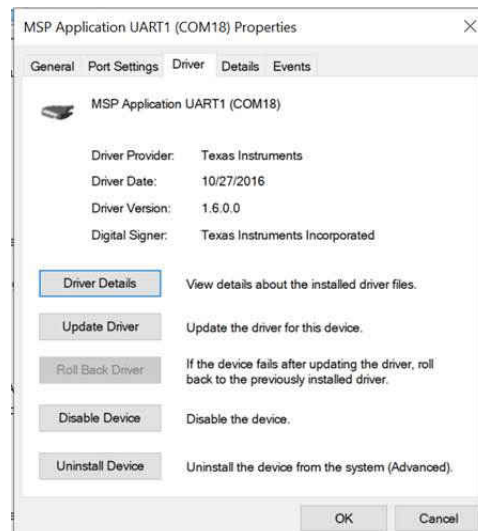 MSP Application UART1 (COM18) Properties
General Port Settings Driver Details Events
MSP Application UART1 (COM18)
Driver Provider: Texas Instruments
Driver Date: 10/27/2016
Driver Version: 1.6.0.0
Digital Signer: Texas Instruments Incorporated
Driver Details View details about the installed driver files.
Update Driver Update the driver for this device.
Roll Back Driver If the device fails after updating the driver, roll
back to the previously installed driver.
Disable Device Disable the device.
Uninstall Device Uninstall the device from the system (Advanced).
OK Cancel